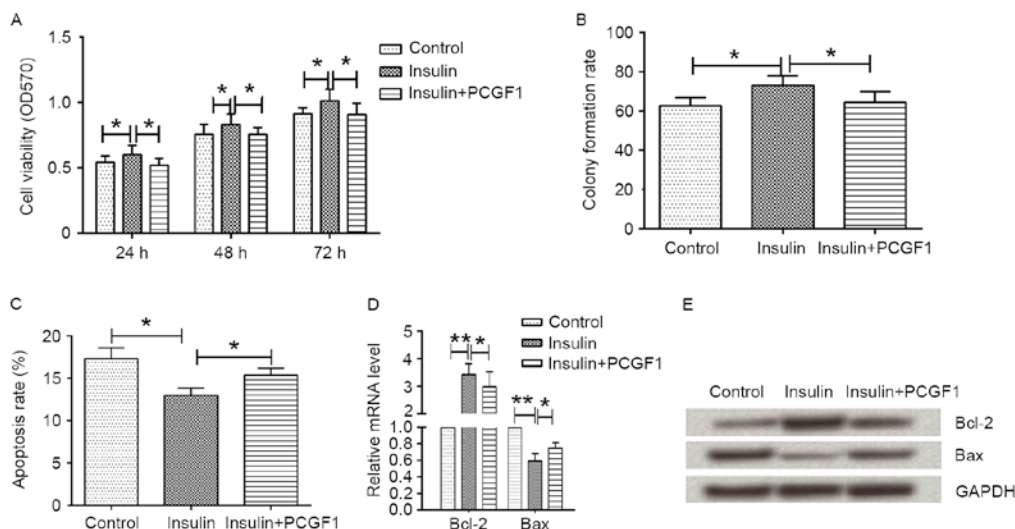 A
Cell viability (OD570)
1.5
1.0
0.5
0
* * * * * *
24 h 48 h 72 h
Control
Insulin
Insulin+PCGF1
B
Colony formation rate
100
80
60
40
20
0
* *
Control Insulin Insulin+PCGF1
C
Apoptosis rate (%)
20
15
10
5
0
* *
Control Insulin Insulin+PCGF1
D
Relative mRNA level
5
4
3
2
1.0
0.8
0.6
0.4
0.2
0.0
** * ** *
Bcl-2 Bax
Control
Insulin
Insulin+PCGF1
E
Control Insulin Insulin+PCGF1
Bcl-2
Bax
GAPDH